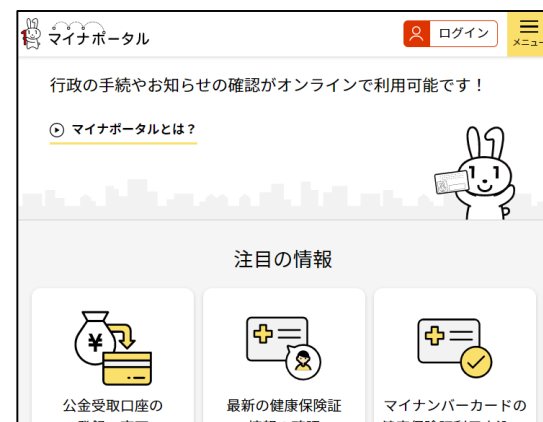 マイナポータル
ログイン
メニュー
行政の手続やお知らせの確認がオンラインで利用可能です！
マイナポータルとは？
注目の情報
公金受取口座の
最新の健康保険証
マイナンバーカードの